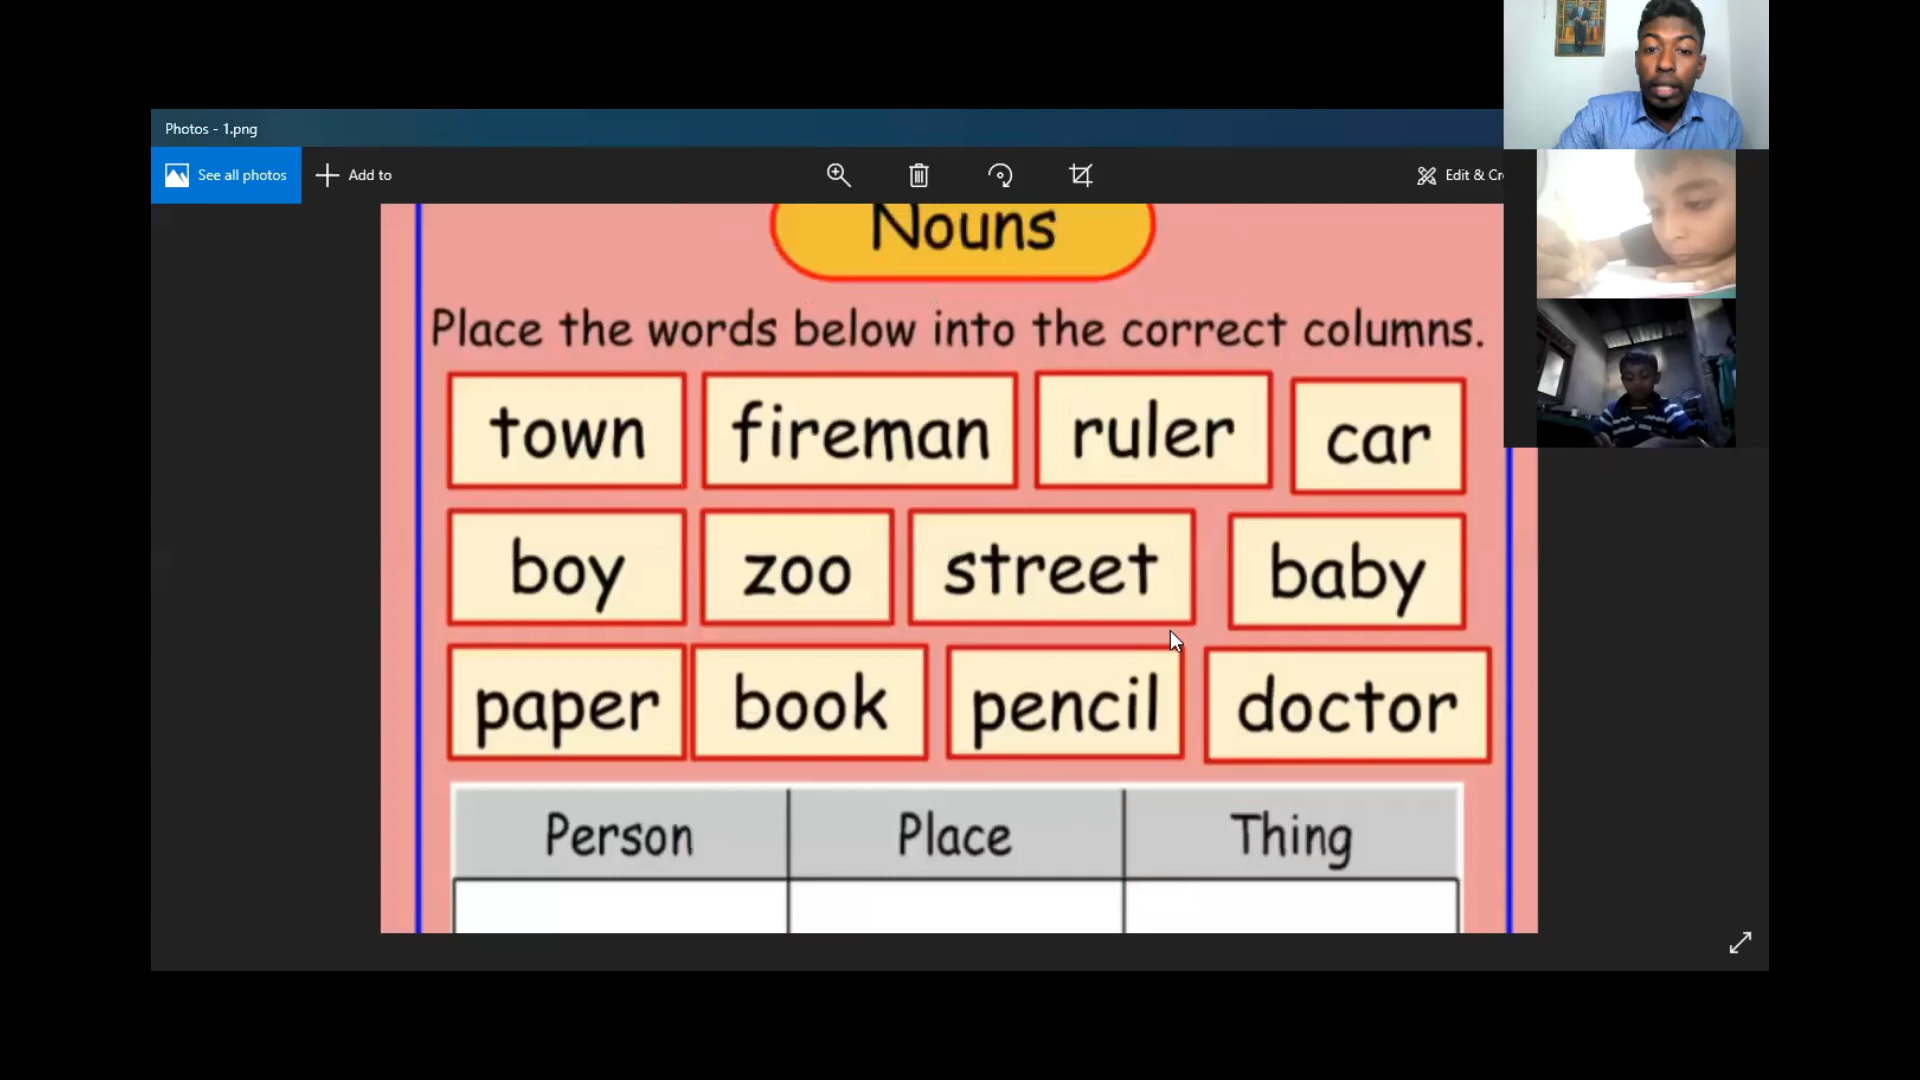 Photos - 1.png
See all photos
Add to
Edit & Cr
Nouns
Place the words below into the correct columns.
town fireman ruler car
boy zoo street baby
paper book pencil doctor
Person Place Thing